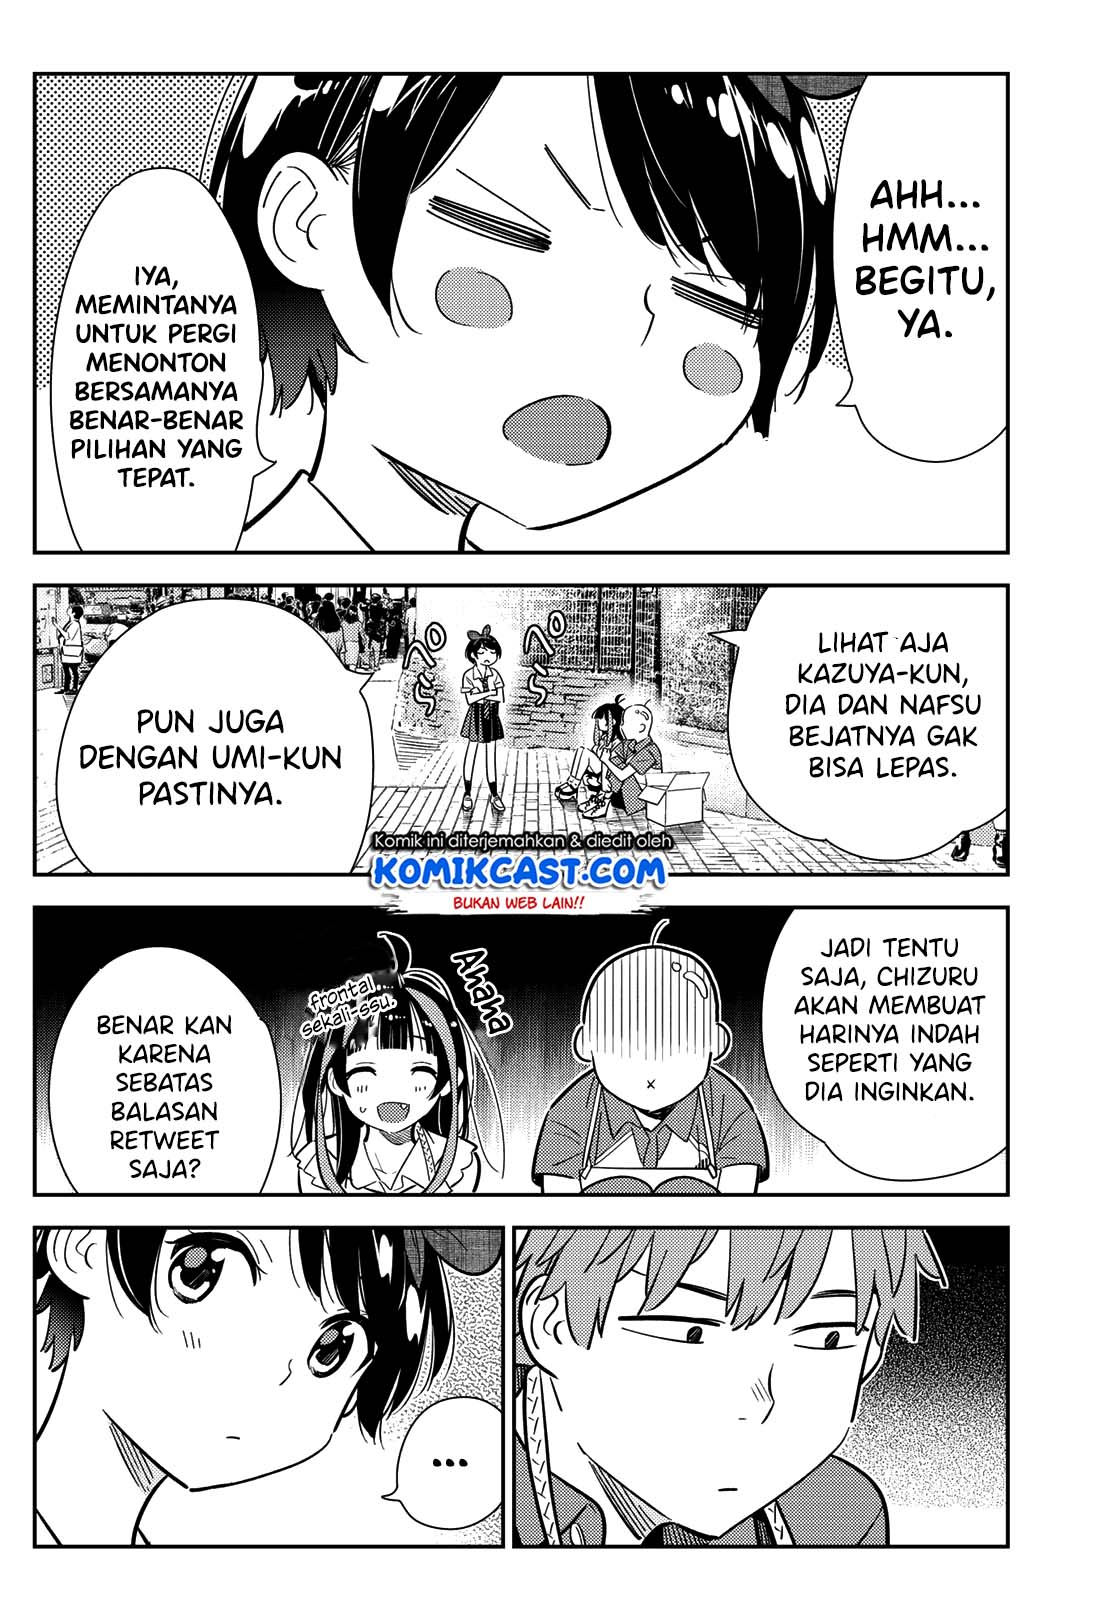 AHH...
HMM...
BEGITU,
YA.
IYA,
MEMINTANYA
UNTUK PERGI
MENONTON
BERSAMANYA
BENAR-BENAR
PILIHAN YANG
TEPAT.
LIHAT AJA
KAZUYA-KUN,
DIA DAN NAFSU
BEJATNYA GAK
BISA LEPAS.
PUN JUGA
DENGAN UMI-KUN
PASTINYA.
Komik ini diterjemahkan & diedit oleh
KOMIKCAST.COM
BUKAN WEB LAIN!!
JADI TENTU
SAJA, CHIZURU
AKAN MEMBUAT
HARINYA INDAH
SEPERTI YANG
DIA INGINKAN.
Ahaha
frontal
sekali-ssu.
BENAR KAN
KARENA
SEBATAS
BALASAN
RETWEET
SAJA?
...